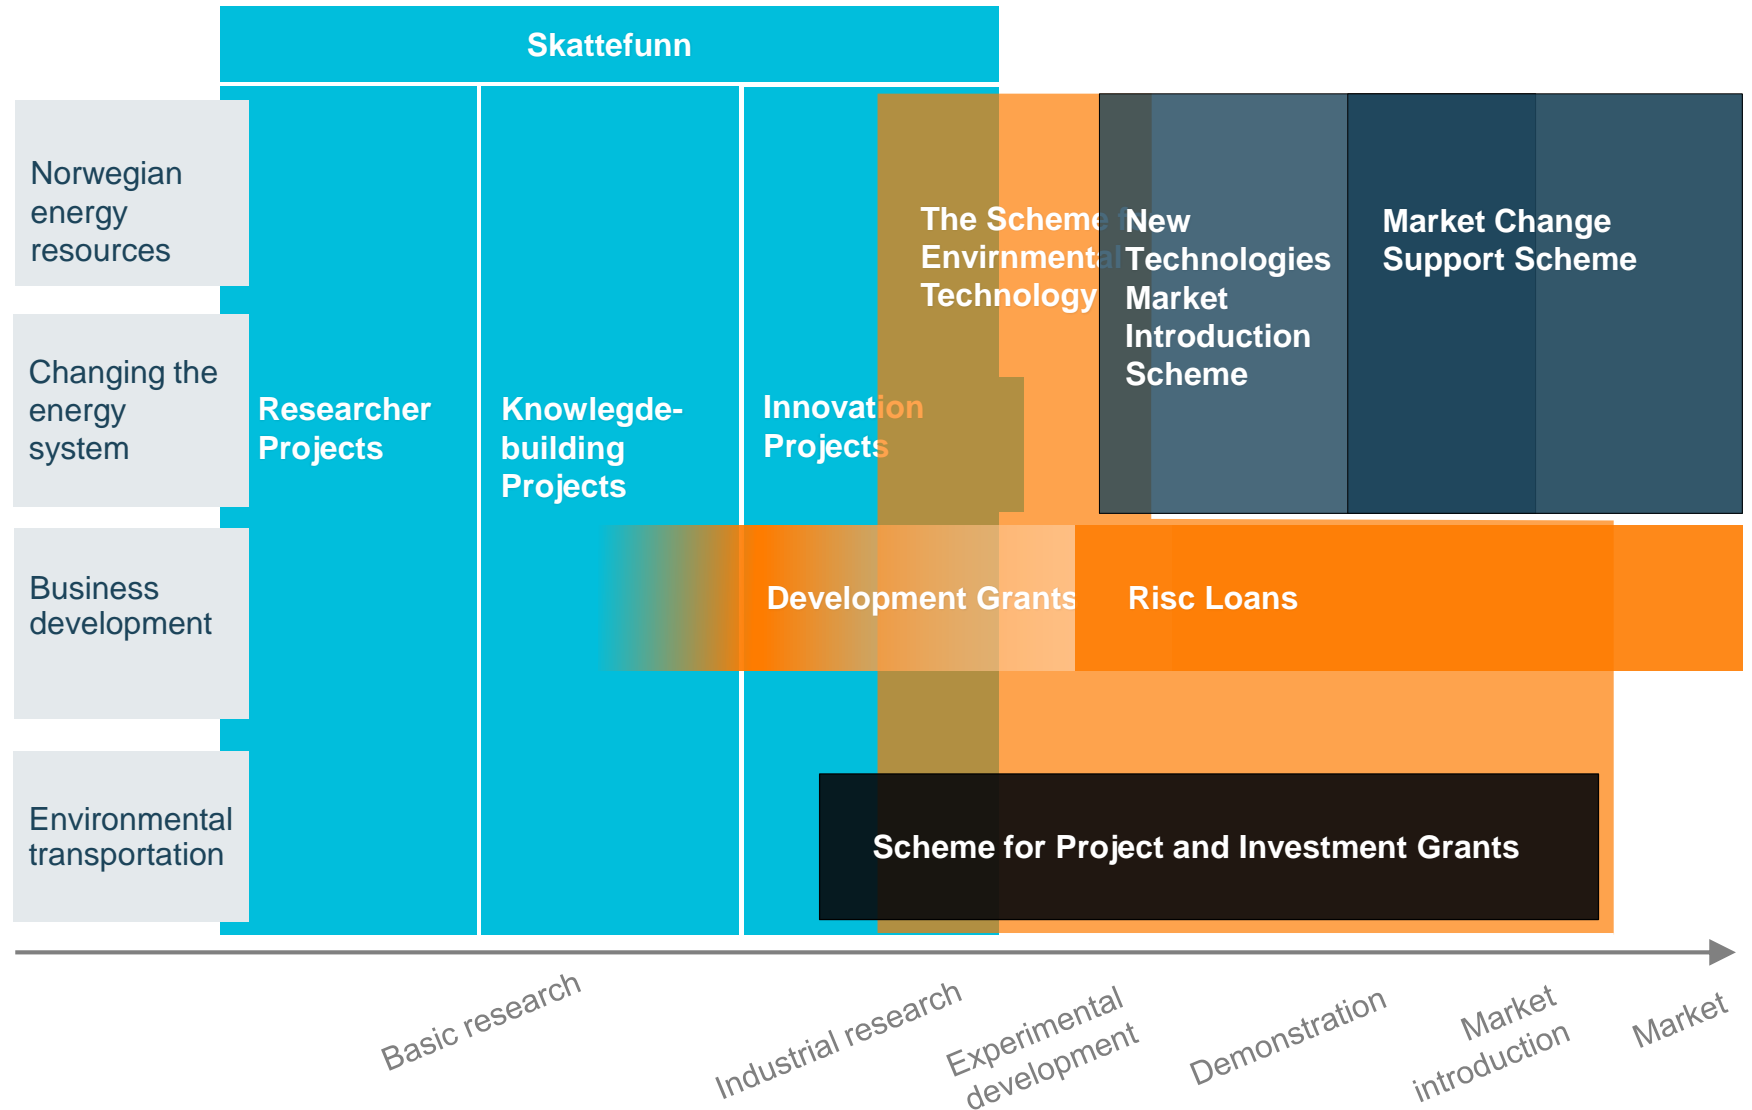 Skattefunn
Norwegian
energy
resources
Changing the
energy
system
Business
development
Environmental
transportation
Researcher
Projects
Knowlegde-
building
Projects
Innovation
Projects
The Scheme
Envirnmental
Technology
New
Technologies
Market
Introduction
Scheme
Market Change
Support Scheme
Development Grants
Risc Loans
Scheme for Project and Investment Grants
Basic research
Industrial research
Experimental
development
Demonstration
Market
introduction
Market